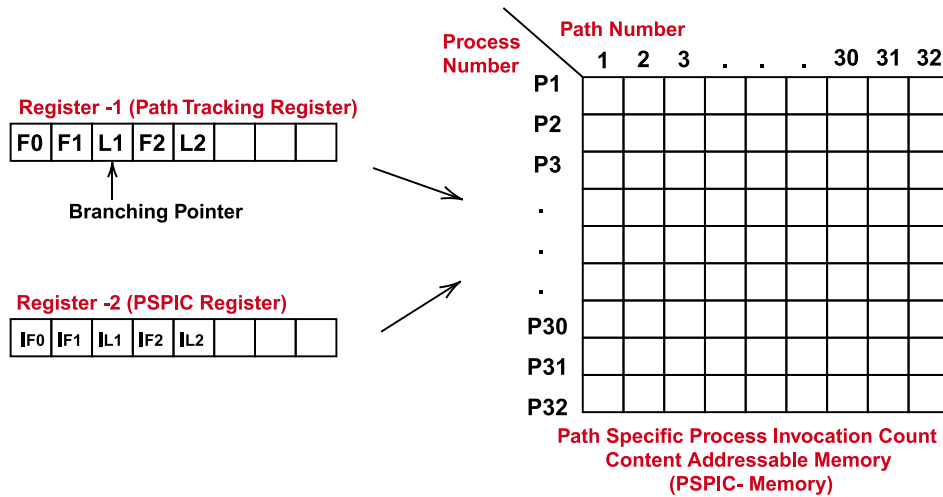 Path Number
Process
Number
1 2 3 . . . 30 31 32
P1
P2
P3
.
.
.
P30
P31
P32
Register -1 (Path Tracking Register)
F0 F1 L1 F2 L2
Branching Pointer
Register -2 (PSPIC Register)
IF0 IF1 IL1 IF2 IL2
Path Specific Process Invocation Count
Content Addressable Memory
(PSPIC- Memory)